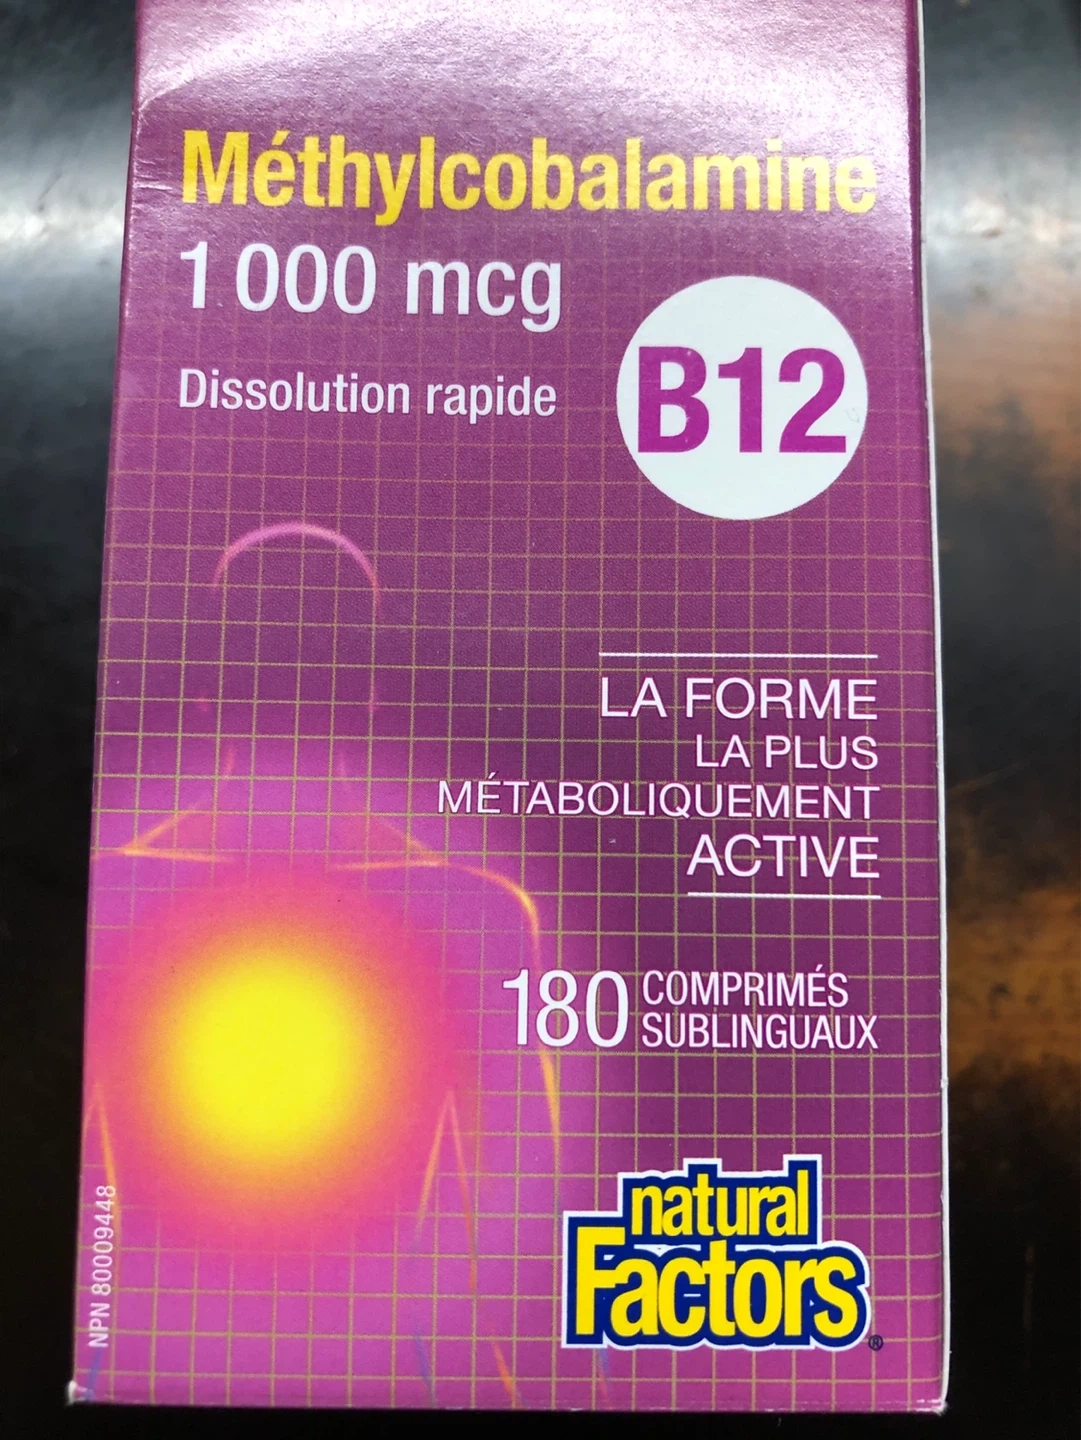 Méthylcobalamine
1 000 mcg
Dissolution rapide
B12
LA FORME
LA PLUS
MÉTABOLIQUEMENT
ACTIVE
180 COMPRIMÉS
SUBLINGUAUX
natural
Factors®
NPN 80009448